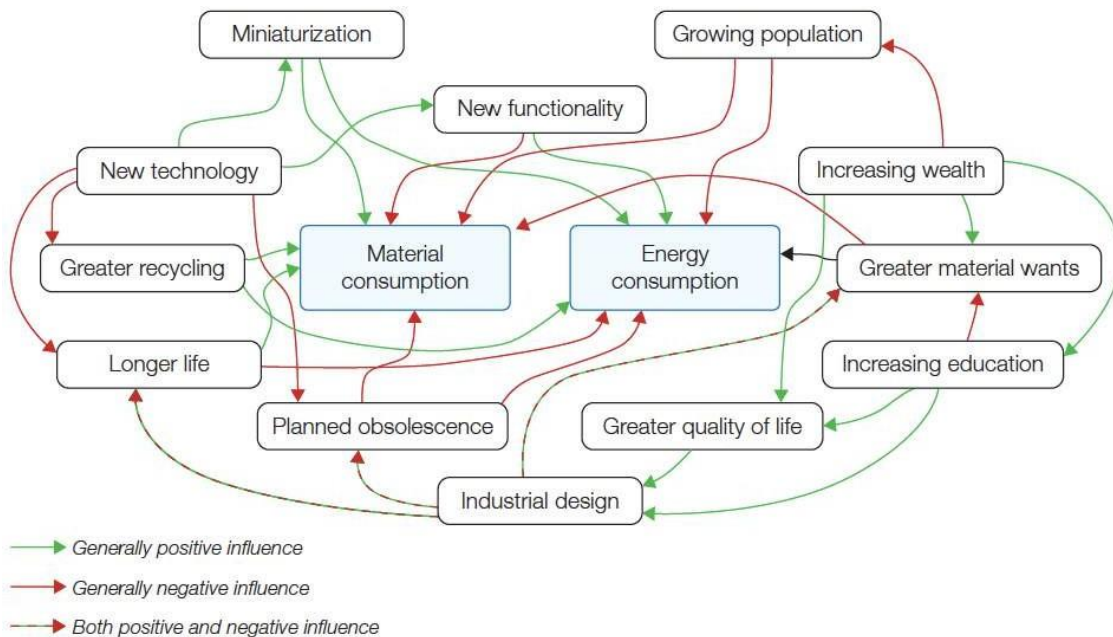 Miniaturization
Growing population
New functionality
New technology
Increasing wealth
Greater recycling
Material
consumption
Energy
consumption
Greater material wants
Longer life
Increasing education
Planned obsolescence
Greater quality of life
Industrial design
Generally positive influence
Generally negative influence
Both positive and negative influence